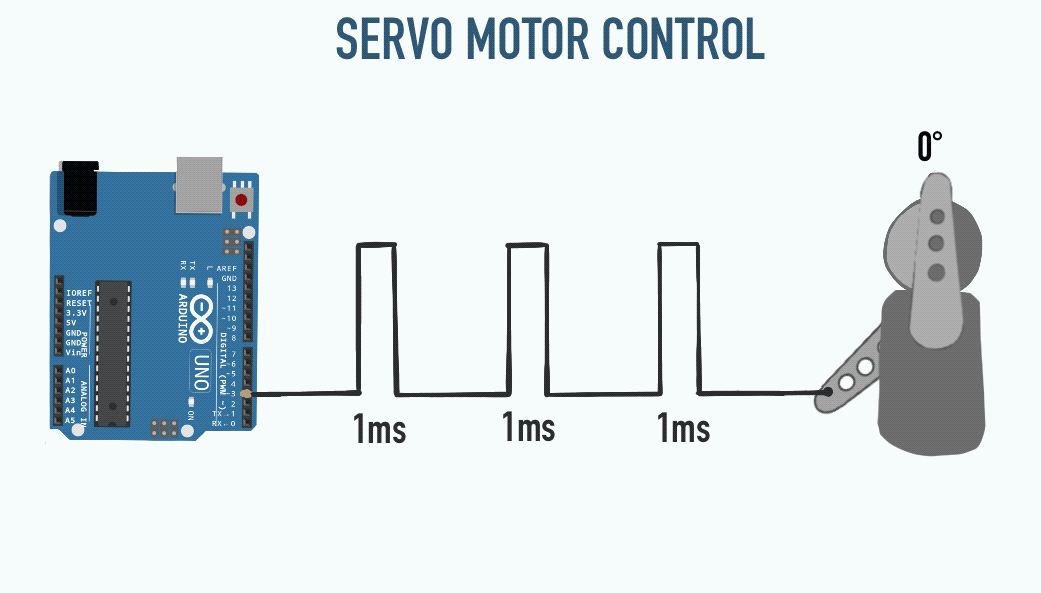 SERVO MOTOR CONTROL
0°
RX
TX
L
AREF
GND
13
12
~11
~10
~9
8
7
~6
~5
4
~3
2
TX→1
RX←0
DIGITAL (PWM ~)
ARDUINO
UNO
ON
IOREF
RESET
3.3V
5V
GND
GND
Vin
POWER
A0
A1
A2
A3
A4
A5
ANALOG IN
1ms
1ms
1ms